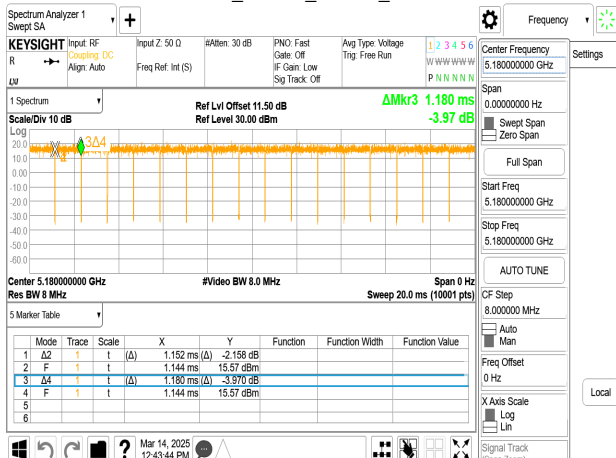 Spectrum Analyzer 1
Swept SA
Frequency
KEYSIGHT
R
Input: RF
Coupling: DC
Align: Auto
Input Z: 50 Ω
Freq Ref: Int (S)
#Atten: 30 dB
PNO: Fast
Gate: Off
IF Gain: Low
Sig Track: Off
Avg Type: Voltage
Trig: Free Run
1 2 3 4 5 6
W W W W W W
P N N N N N
LXI
1 Spectrum
Scale/Div 10 dB
Ref Lvl Offset 11.50 dB
Ref Level 30.00 dBm
ΔMkr3 1.180 ms
-3.97 dB
Log
20.0
10.0
0.00
-10.0
-20.0
-30.0
-40.0
-50.0
-60.0
3Δ4
Center 5.180000000 GHz
Res BW 8 MHz
#Video BW 8.0 MHz
Span 0 Hz
Sweep 20.0 ms (10001 pts)
5 Marker Table
Mode Trace Scale X Y Function Function Width Function Value
1 Δ2 1 t (Δ) 1.152 ms (Δ) -2.158 dB
2 F 1 t 1.144 ms 15.57 dBm
3 Δ4 1 t (Δ) 1.180 ms (Δ) -3.970 dB
4 F 1 t 1.144 ms 15.57 dBm
5
6
Mar 14, 2025
12:43:44 PM
Center Frequency
5.180000000 GHz
Settings
Span
0.00000000 Hz
Swept Span
Zero Span
Full Span
Start Freq
5.180000000 GHz
Stop Freq
5.180000000 GHz
AUTO TUNE
CF Step
8.000000 MHz
Auto
Man
Freq Offset
0 Hz
X Axis Scale
Log
Lin
Local
Signal Track